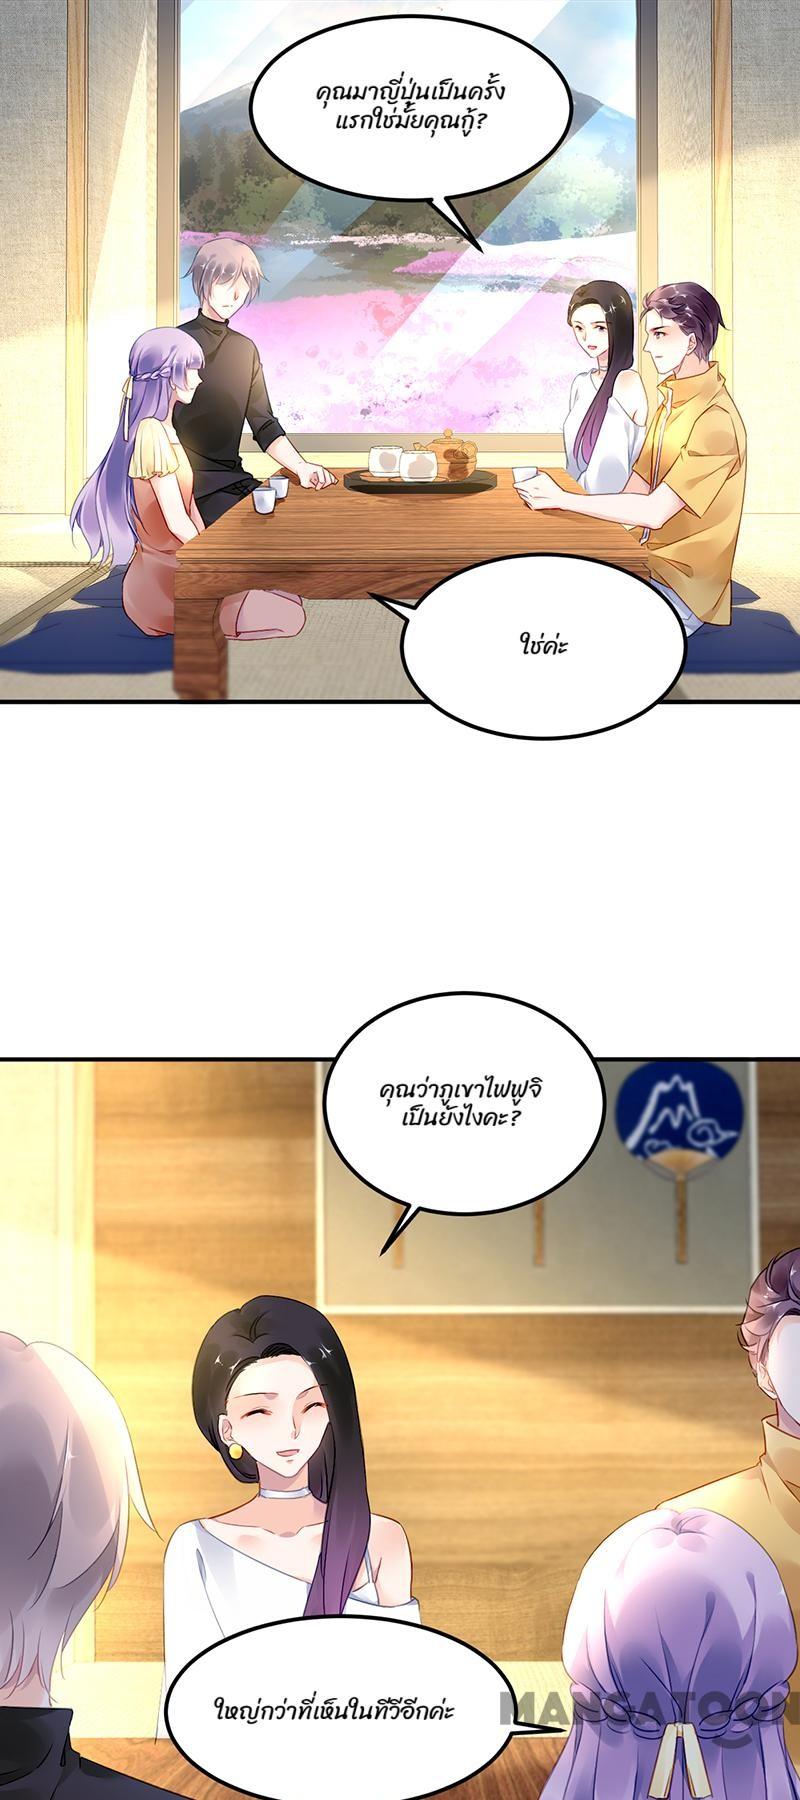 คุณมาญี่ปุ่นเป็นครั้ง
แรกใช่มั้ยคุณกู้?
ใช่ค่ะ
คุณว่าภูเขาไฟฟูจิ
เป็นยังไงคะ?
ใหญ่กว่าที่เห็นในทีวีอีกค่ะ
MANGATOON